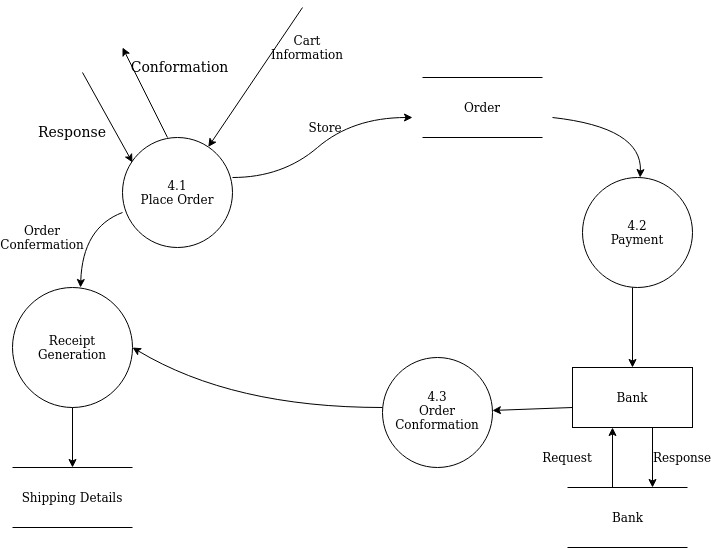 Cart
Information
Conformation
Response
Store
Order
4.1
Place Order
4.2
Payment
Order
Confermation
Receipt
Generation
4.3
Order
Conformation
Bank
Request
Response
Shipping Details
Bank